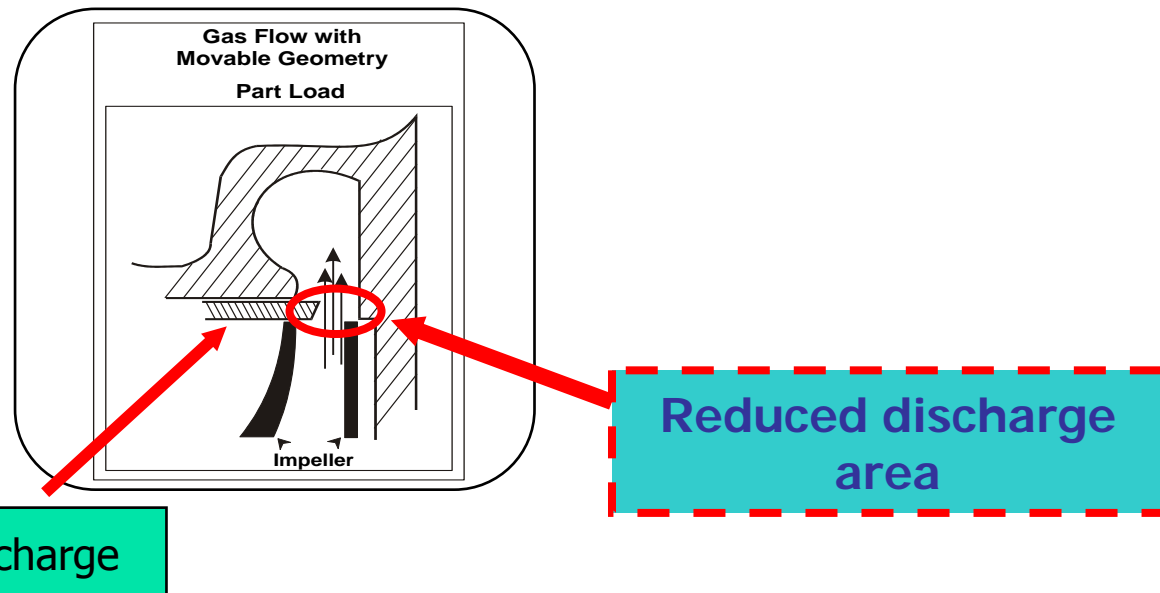 Gas Flow with
Movable Geometry
Part Load
Impeller
Reduced discharge
area
charge